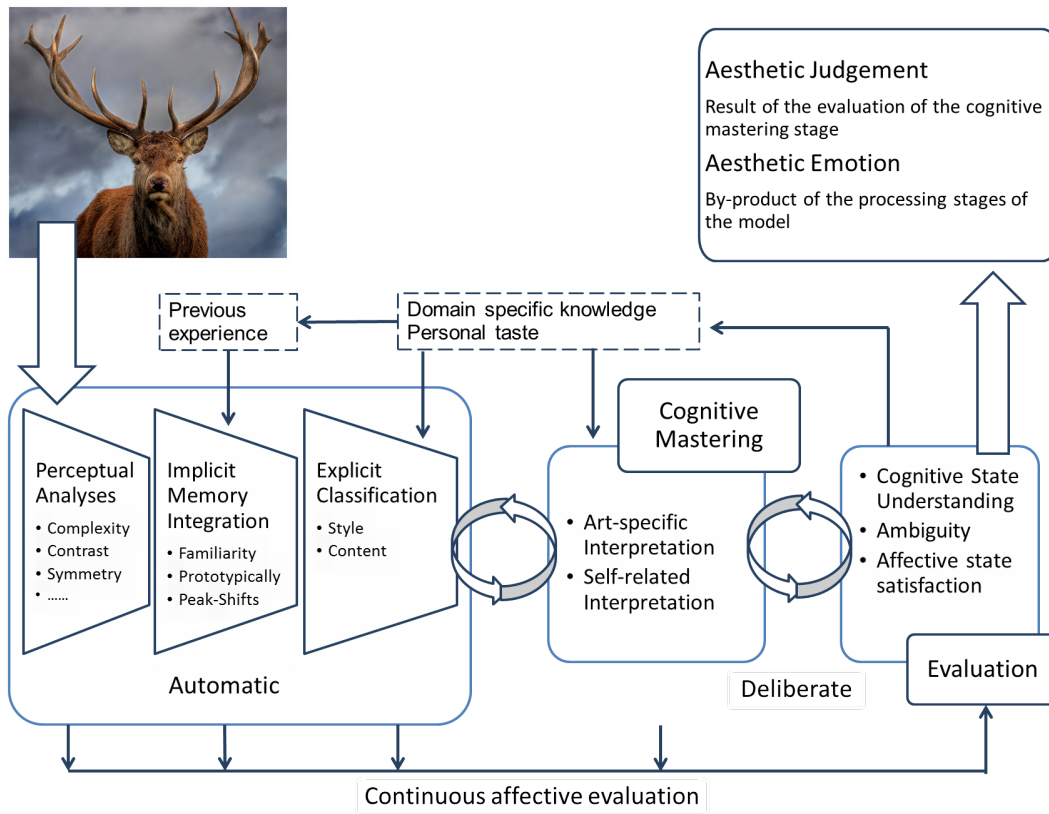 Aesthetic Judgement
Result of the evaluation of the cognitive
mastering stage
Aesthetic Emotion
By-product of the processing stages of
the model
Previous
experience
Domain specific knowledge
Personal taste
Cognitive
Mastering
Perceptual
Analyses
• Complexity
• Contrast
• Symmetry
• ......
Implicit
Memory
Integration
• Familiarity
• Prototypically
• Peak-Shifts
Explicit
Classification
• Style
• Content
• Art-specific
Interpretation
• Self-related
Interpretation
• Cognitive State
Understanding
• Ambiguity
• Affective state
satisfaction
Evaluation
Automatic
Deliberate
Continuous affective evaluation